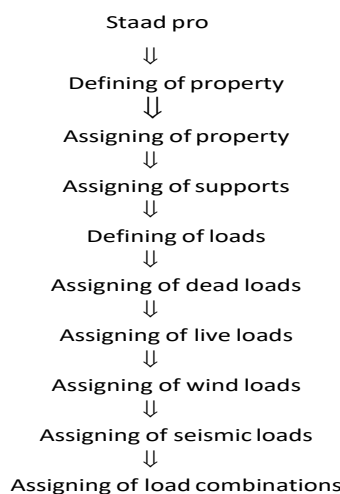 Staad pro
⇓
Defining of property
⇓
Assigning of property
⇓
Assigning of supports
⇓
Defining of loads
⇓
Assigning of dead loads
⇓
Assigning of live loads
⇓
Assigning of wind loads
⇓
Assigning of seismic loads
⇓
Assigning of load combinations